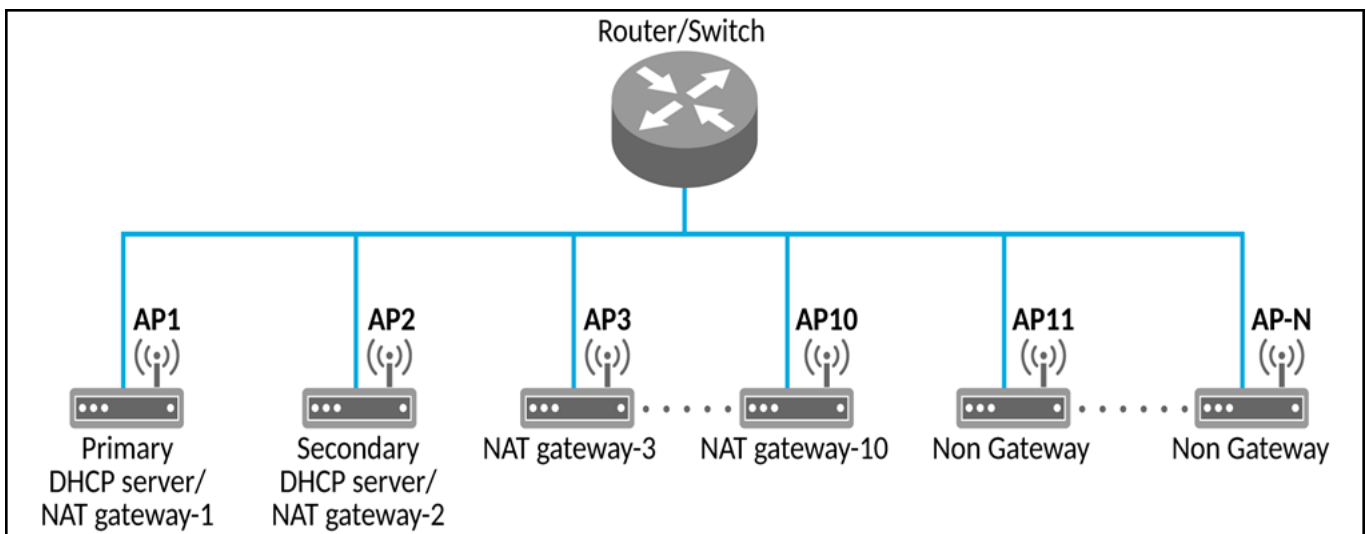 Router/Switch
AP1
AP2
AP3
AP10
AP11
AP-N
Primary
DHCP server/
NAT gateway-1
Secondary
DHCP server/
NAT gateway-2
NAT gateway-3
NAT gateway-10
Non Gateway
Non Gateway